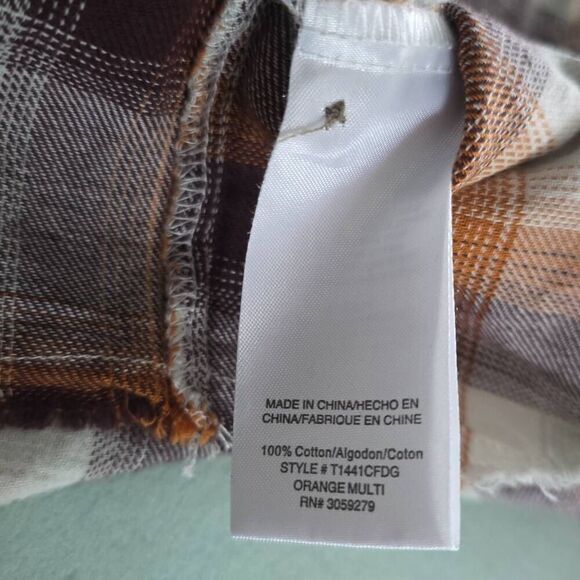 MADE IN CHINA/HECHO EN
CHINA/FABRIQUE EN CHINE
100% Cotton/Algodon/Coton
STYLE # T1441CFDG
ORANGE MULTI
RN# 3059279